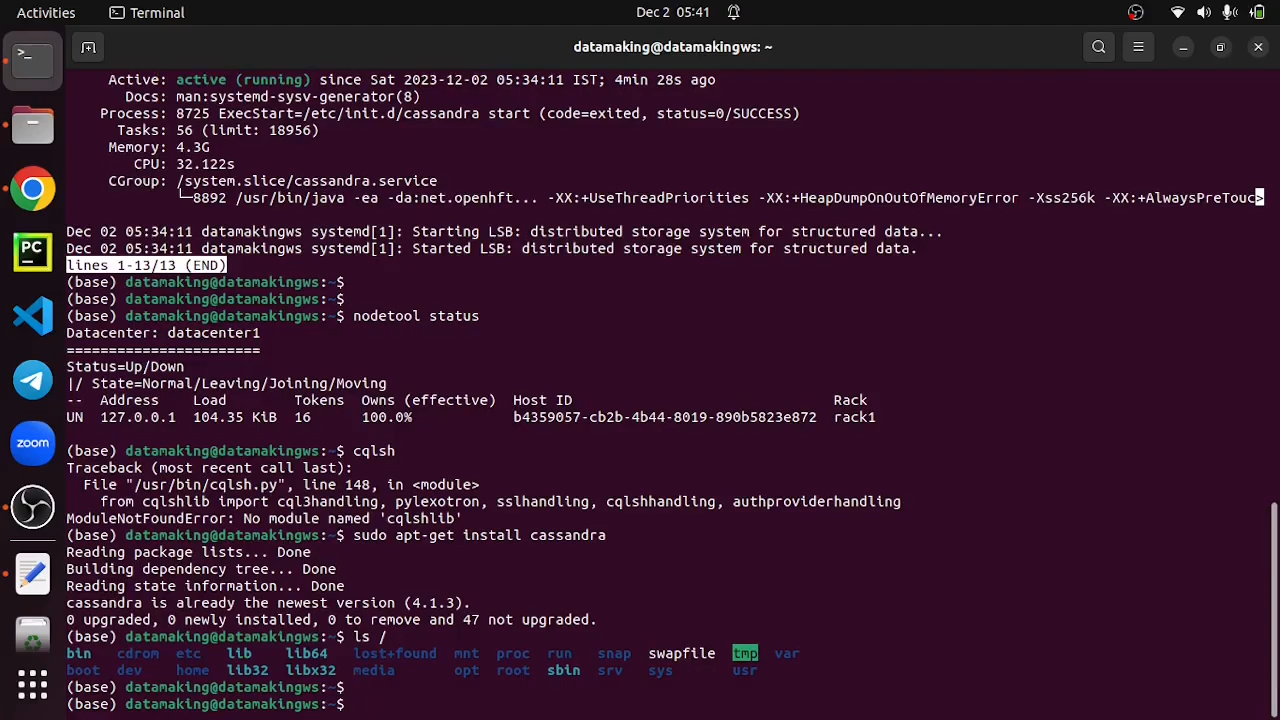 Activities
Terminal
Dec 2 05:41
datamaking@datamakingws: ~
Active: active (running) since Sat 2023-12-02 05:34:11 IST; 4min 28s ago
Docs: man:systemd-sysv-generator(8)
Process: 8725 ExecStart=/etc/init.d/cassandra start (code=exited, status=0/SUCCESS)
Tasks: 56 (limit: 18956)
Memory: 4.3G
CPU: 32.122s
CGroup: /system.slice/cassandra.service
└─8892 /usr/bin/java -ea -da:net.openhft... -XX:+UseThreadPriorities -XX:+HeapDumpOnOutOfMemoryError -Xss256k -XX:+AlwaysPreTouc>
Dec 02 05:34:11 datamakingws systemd[1]: Starting LSB: distributed storage system for structured data...
Dec 02 05:34:11 datamakingws systemd[1]: Started LSB: distributed storage system for structured data.
lines 1-13/13 (END)
(base) datamaking@datamakingws:~$
(base) datamaking@datamakingws:~$
(base) datamaking@datamakingws:~$ nodetool status
Datacenter: datacenter1
=======================
Status=Up/Down
|/ State=Normal/Leaving/Joining/Moving
-- Address Load Tokens Owns (effective) Host ID Rack
UN 127.0.0.1 104.35 KiB 16 100.0% b4359057-cb2b-4b44-8019-890b5823e872 rack1
(base) datamaking@datamakingws:~$ cqlsh
Traceback (most recent call last):
File "/usr/bin/cqlsh.py", line 148, in <module>
from cqlshlib import cql3handling, pylexotron, sslhandling, cqlshhandling, authproviderhandling
ModuleNotFoundError: No module named 'cqlshlib'
(base) datamaking@datamakingws:~$ sudo apt-get install cassandra
Reading package lists... Done
Building dependency tree... Done
Reading state information... Done
cassandra is already the newest version (4.1.3).
0 upgraded, 0 newly installed, 0 to remove and 47 not upgraded.
(base) datamaking@datamakingws:~$ ls /
bin cdrom etc lib lib64 lost+found mnt proc run snap swapfile tmp var
boot dev home lib32 libx32 media opt root sbin srv sys usr
(base) datamaking@datamakingws:~$
(base) datamaking@datamakingws:~$
PC
zoom